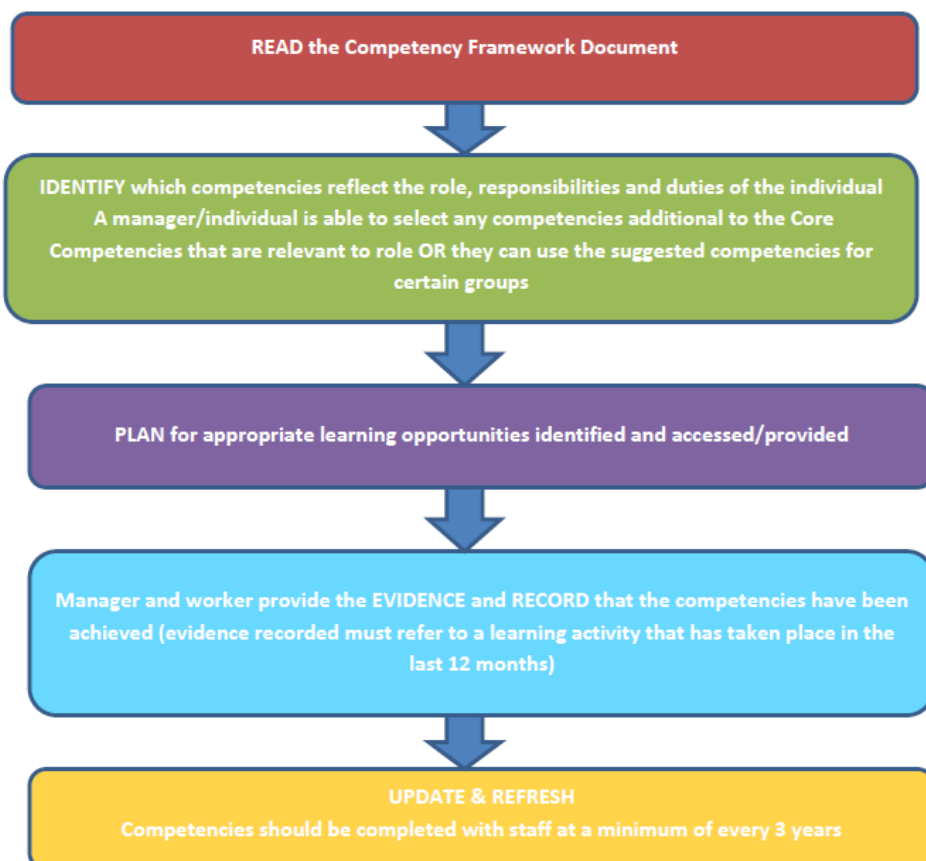 READ the Competency Framework Document
IDENTIFY which competencies reflect the role, responsibilities and duties of the individual
A manager/individual is able to select any competencies additional to the Core
Competencies that are relevant to role OR they can use the suggested competencies for
certain groups
PLAN for appropriate learning opportunities identified and accessed/provided
Manager and worker provide the EVIDENCE and RECORD that the competencies have been
achieved (evidence recorded must refer to a learning activity that has taken place in the
last 12 months)
UPDATE & REFRESH
Competencies should be completed with staff at a minimum of every 3 years